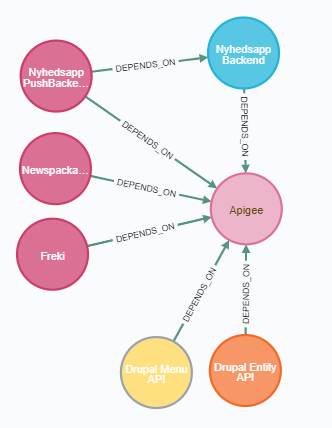 Nyhedsapp
PushBacke...
DEPENDS_ON
Nyhedsapp
Backend
DEPENDS_ON
DEPENDS_ON
Newspacka...
DEPENDS_ON
Apigee
Freki
DEPENDS_ON
DEPENDS_ON
DEPENDS_ON
Drupal Menu
API
Drupal Entity
API